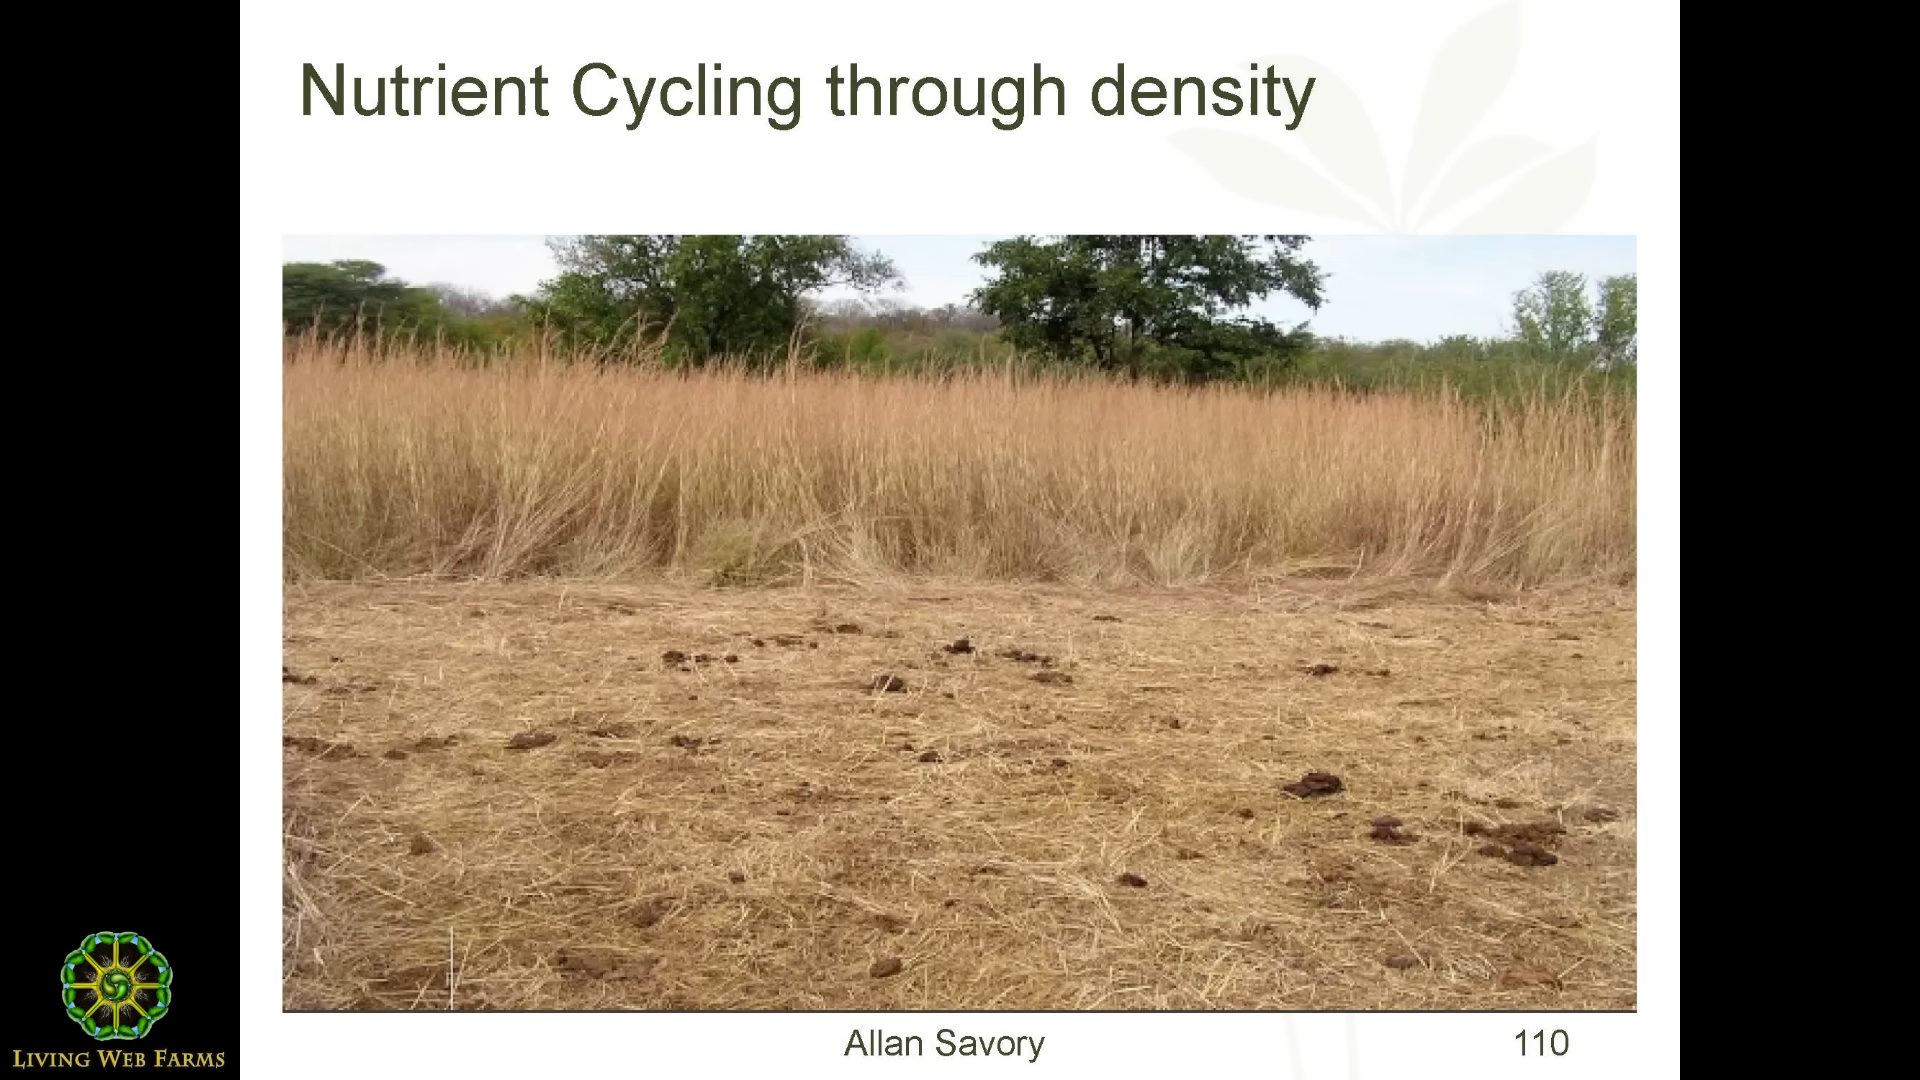 Nutrient Cycling through density
Allan Savory
110
LIVING WEB FARMS